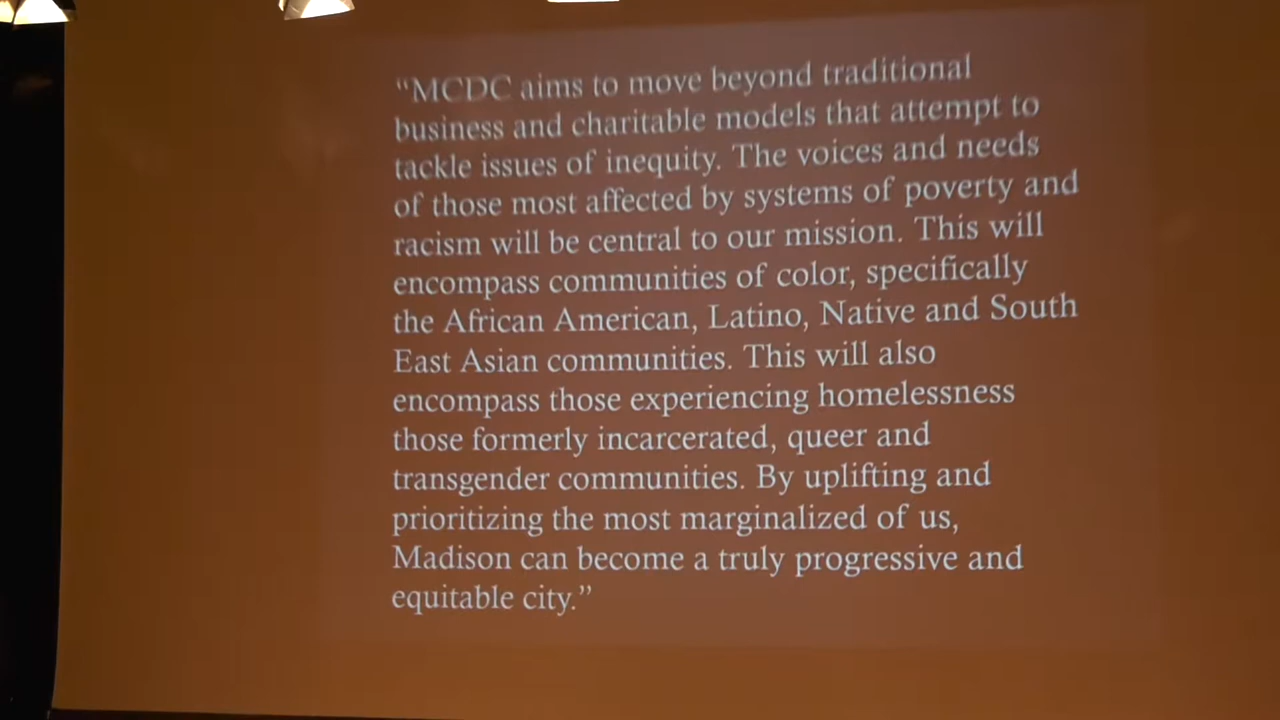 “MCDC aims to move beyond traditional
business and charitable models that attempt to
tackle issues of inequity. The voices and needs
of those most affected by systems of poverty and
racism will be central to our mission. This will
encompass communities of color, specifically
the African American, Latino, Native and South
East Asian communities. This will also
encompass those experiencing homelessness
those formerly incarcerated, queer and
transgender communities. By uplifting and
prioritizing the most marginalized of us,
Madison can become a truly progressive and
equitable city.”